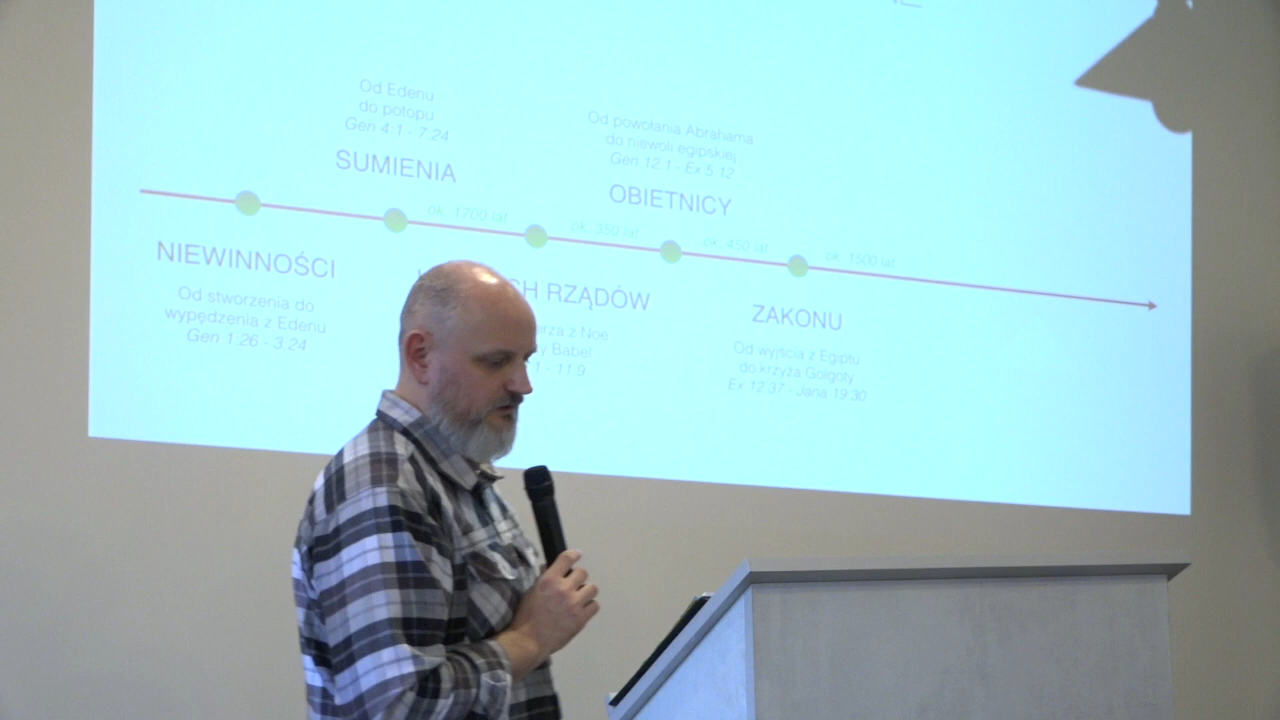 Od Edenu
do potopu
Gen 4:1 - 7:24
SUMIENIA
Od powołania Abrahama
do niewoli egipskiej
Gen 12:1 - Ex 5:12
OBIETNICY
ok. 1700 lat
ok. 350 lat
ok. 450 lat
ok. 1500 lat
NIEWINNOŚCI
Od stworzenia do
wypędzenia z Edenu
Gen 1:26 - 3:24
CH RZĄDÓW
erza z Noe
y Babel
1 - 11:9
ZAKONU
Od wyjścia z Egiptu
do krzyża Golgoty
Ex 12:37 - Jana 19:30